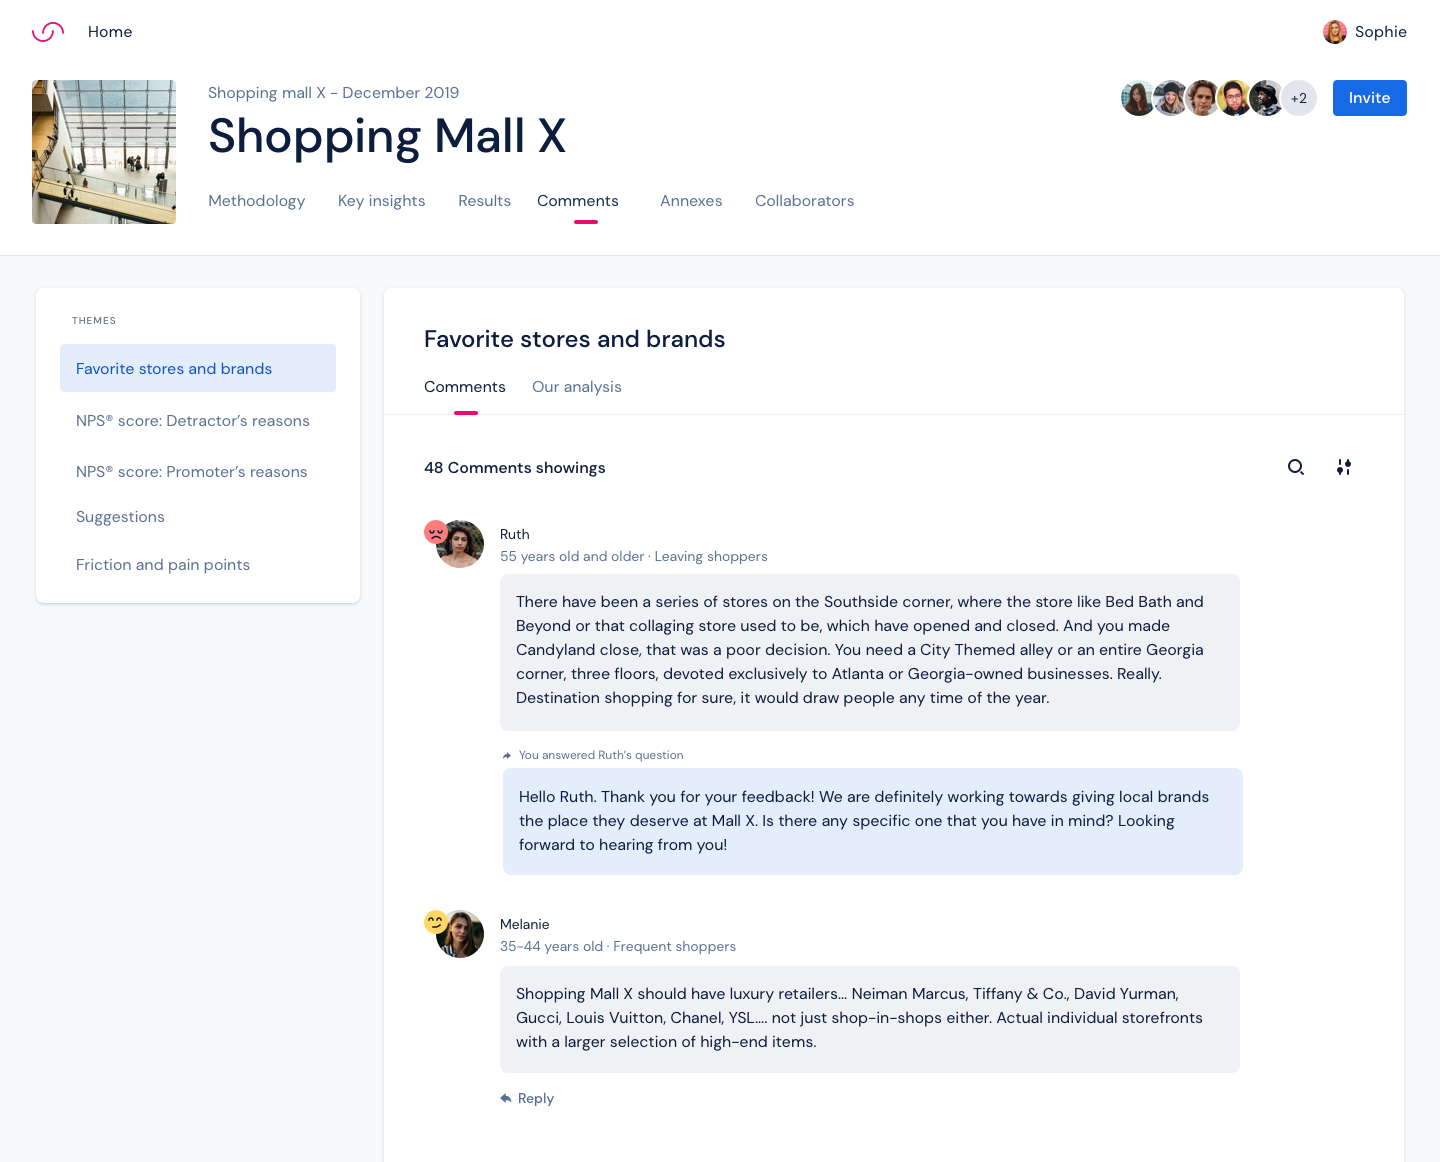 Home
Sophie
Shopping mall X - December 2019
+2
Invite
Shopping Mall X
Methodology Key insights Results Comments Annexes Collaborators
THEMES
Favorite stores and brands
NPS® score: Detractor’s reasons
NPS® score: Promoter’s reasons
Suggestions
Friction and pain points
Favorite stores and brands
Comments Our analysis
48 Comments showings
Ruth
55 years old and older · Leaving shoppers
There have been a series of stores on the Southside corner, where the store like Bed Bath and
Beyond or that collaging store used to be, which have opened and closed. And you made
Candyland close, that was a poor decision. You need a City Themed alley or an entire Georgia
corner, three floors, devoted exclusively to Atlanta or Georgia-owned businesses. Really.
Destination shopping for sure, it would draw people any time of the year.
You answered Ruth’s question
Hello Ruth. Thank you for your feedback! We are definitely working towards giving local brands
the place they deserve at Mall X. Is there any specific one that you have in mind? Looking
forward to hearing from you!
Melanie
35-44 years old · Frequent shoppers
Shopping Mall X should have luxury retailers... Neiman Marcus, Tiffany & Co., David Yurman,
Gucci, Louis Vuitton, Chanel, YSL.... not just shop-in-shops either. Actual individual storefronts
with a larger selection of high-end items.
Reply